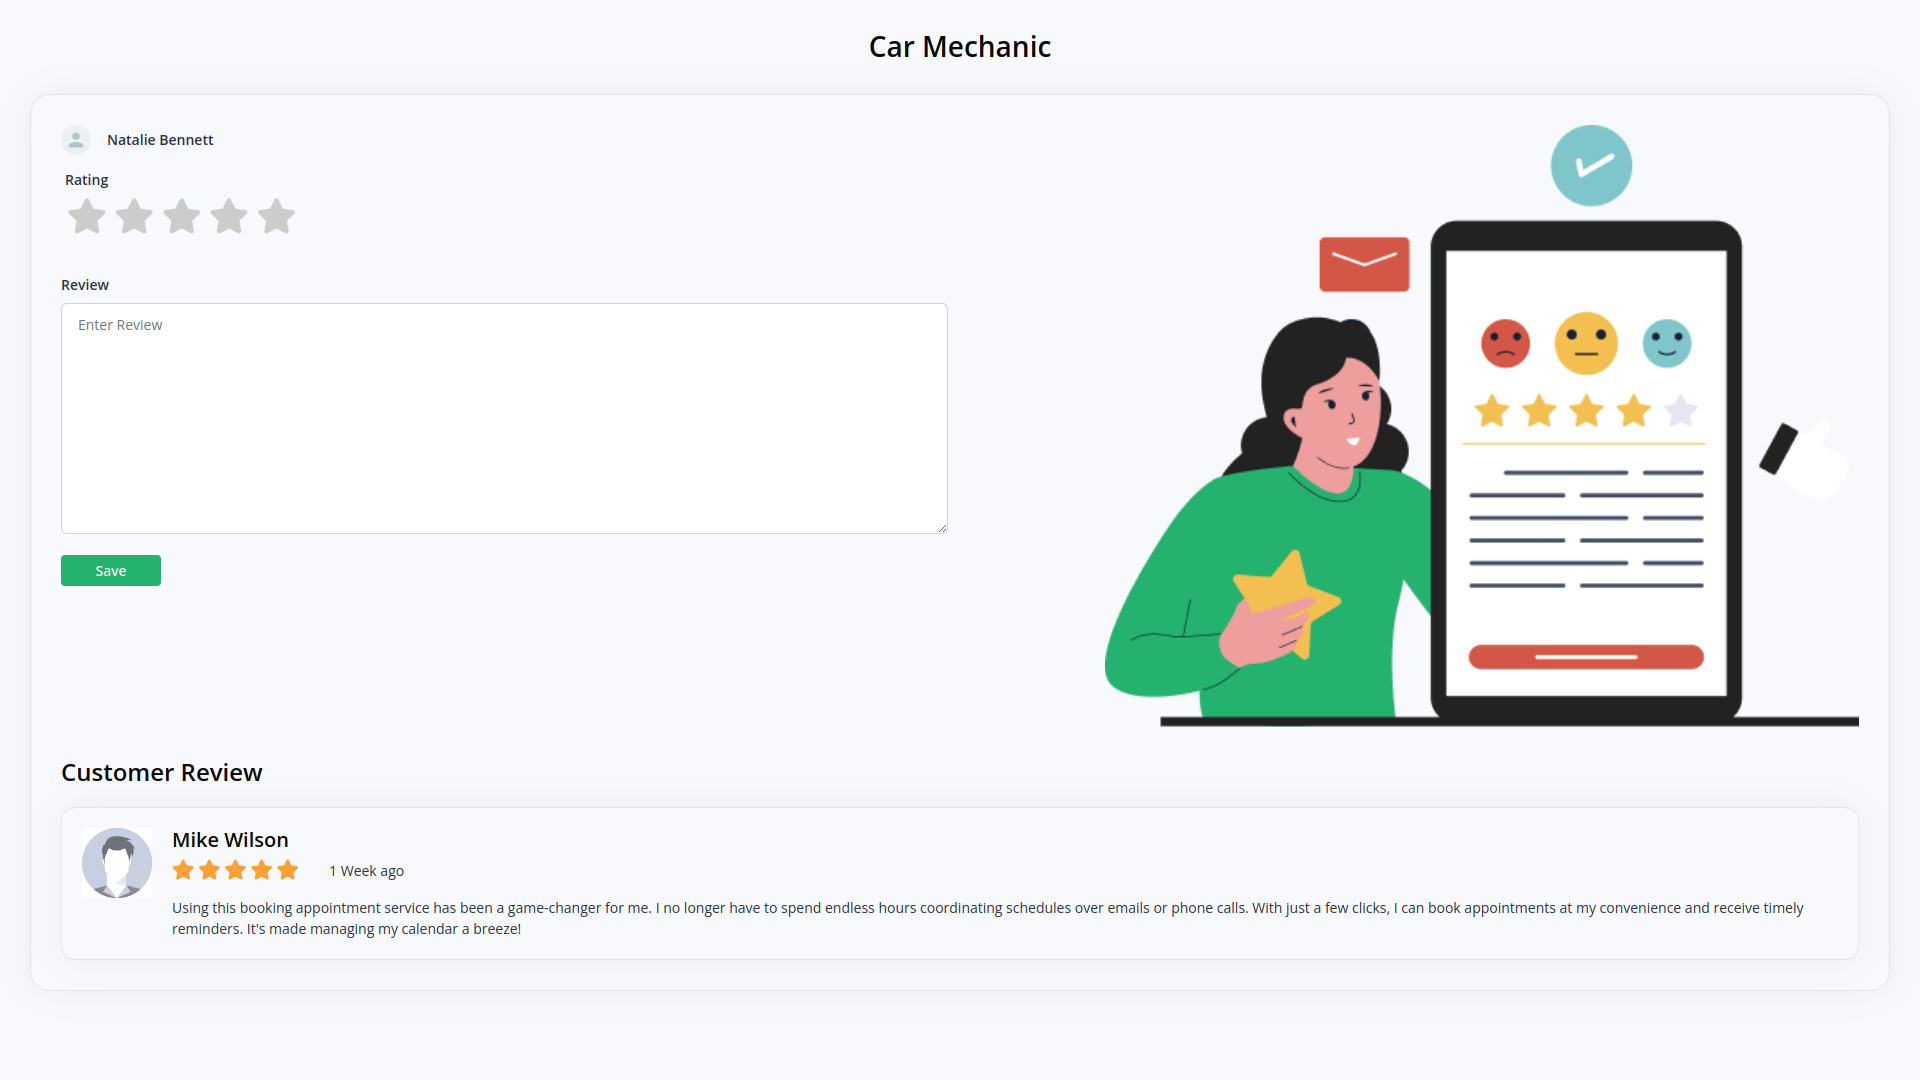 Car Mechanic
Natalie Bennett
Rating
Review
Enter Review
Save
Customer Review
Mike Wilson
1 Week ago
Using this booking appointment service has been a game-changer for me. I no longer have to spend endless hours coordinating schedules over emails or phone calls. With just a few clicks, I can book appointments at my convenience and receive timely
reminders. It's made managing my calendar a breeze!